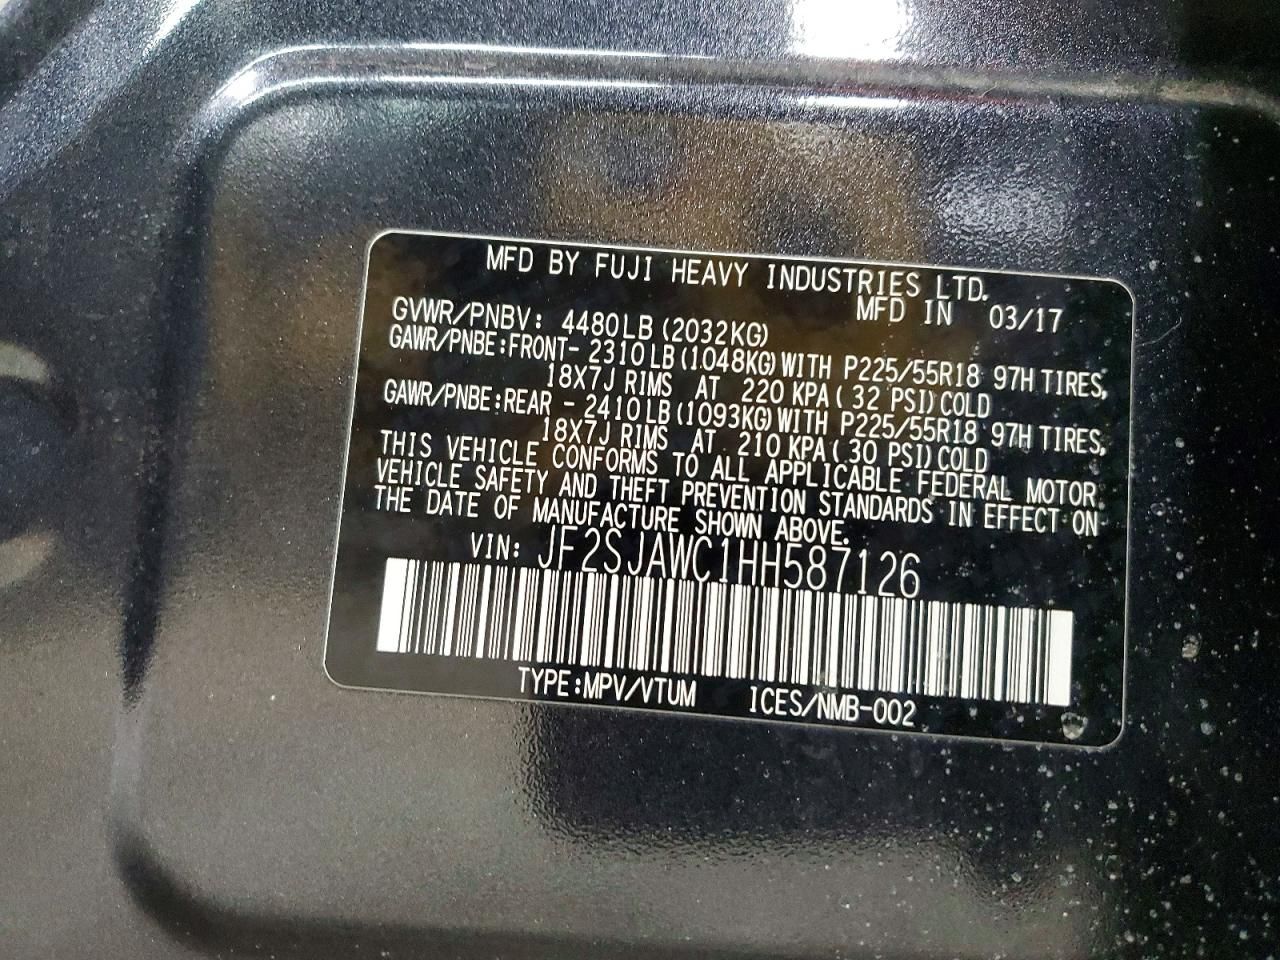 MFD BY FUJI HEAVY INDUSTRIES LTD.
MFD IN 03/17
GVWR/PNBV: 4480LB (2032KG)
GAWR/PNBE:FRONT- 2310LB(1048KG)WITH P225/55R18 97H TIRES,
18X7J RIMS AT 220 KPA( 32 PSI)COLD
GAWR/PNBE:REAR - 2410LB(1093KG)WITH P225/55R18 97H TIRES,
18X7J RIMS AT 210 KPA( 30 PSI)COLD
THIS VEHICLE CONFORMS TO ALL APPLICABLE FEDERAL MOTOR
VEHICLE SAFETY AND THEFT PREVENTION STANDARDS IN EFFECT ON
THE DATE OF MANUFACTURE SHOWN ABOVE.
VIN: JF2SJAWC1HH587126
TYPE:MPV/VTUM ICES/NMB-002